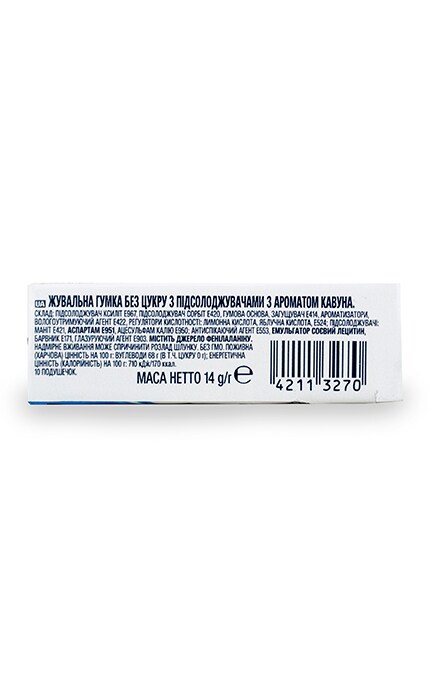 UA ЖУВАЛЬНА ГУМКА БЕЗ ЦУКРУ З ПІДСОЛОДЖУВАЧАМИ З АРОМАТОМ КАВУНА.
СКЛАД: ПІДСОЛОДЖУВАЧ КСИЛІТ Е967, ПІДСОЛОДЖУВАЧ СОРБІТ Е420, ГУМОВА ОСНОВА, ЗАГУЩУВАЧ Е414, АРОМАТИЗАТОРИ,
ВОЛОГОУТРИМУЮЧИЙ АГЕНТ Е422, РЕГУЛЯТОРИ КИСЛОТНОСТІ: ЛИМОННА КИСЛОТА, ЯБЛУЧНА КИСЛОТА, Е524; ПІДСОЛОДЖУВАЧІ:
МАНІТ Е421, АСПАРТАМ Е951, АЦЕСУЛЬФАМ КАЛІЮ Е950; АНТИСПІКАЮЧИЙ АГЕНТ Е553, ЕМУЛЬГАТОР СОЄВИЙ ЛЕЦИТИН,
БАРВНИК Е171, ГЛАЗУРУЮЧИЙ АГЕНТ Е903. МІСТИТЬ ДЖЕРЕЛО ФЕНІЛАЛАНІНУ.
НАДМІРНЕ ВЖИВАННЯ МОЖЕ СПРИЧИНИТИ РОЗЛАД ШЛУНКУ. БЕЗ ГМО. ПОЖИВНА
(ХАРЧОВА) ЦІННІСТЬ НА 100 г: ВУГЛЕВОДИ 68 г (В Т.Ч. ЦУКРУ 0 г); ЕНЕРГЕТИЧНА
ЦІННІСТЬ (КАЛОРІЙНІСТЬ) НА 100 г: 710 кДж/170 ккал.
10 ПОДУШЕЧОК.
МАСА НЕТТО 14 g/г ℮
4211 3270